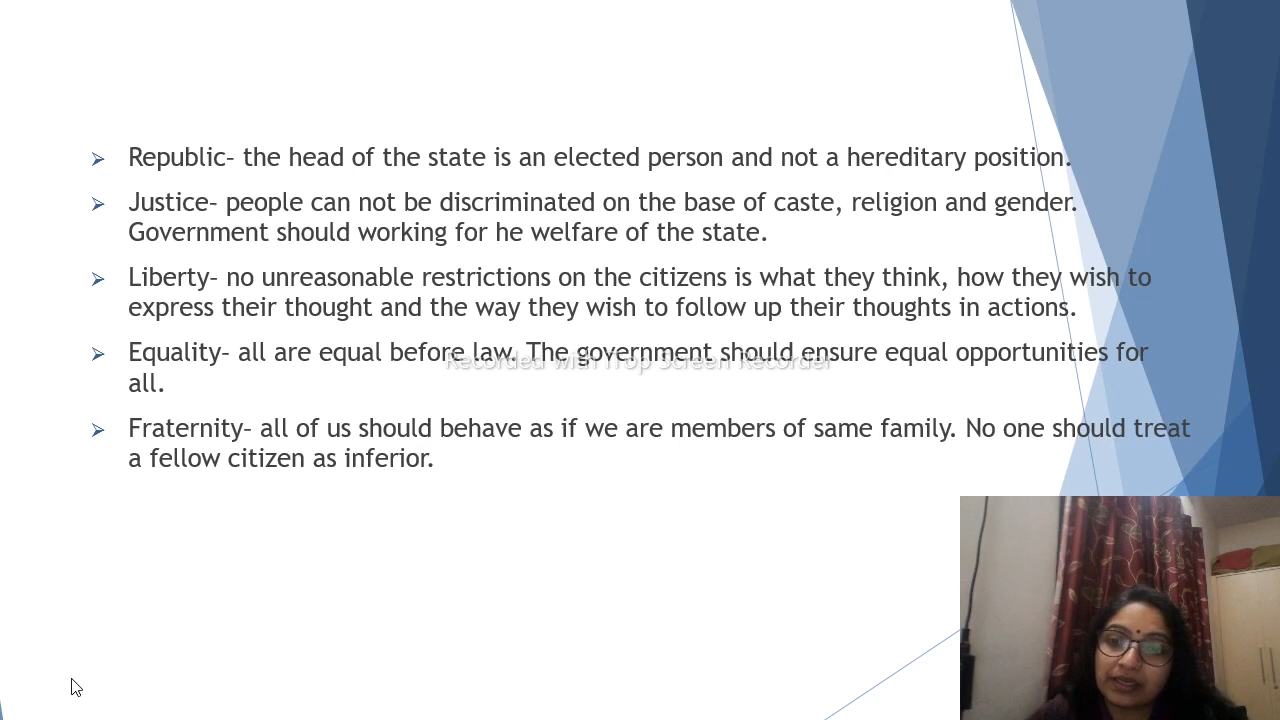 Republic– the head of the state is an elected person and not a hereditary position.
Justice– people can not be discriminated on the base of caste, religion and gender.
Government should working for he welfare of the state.
Liberty– no unreasonable restrictions on the citizens is what they think, how they wish to
express their thought and the way they wish to follow up their thoughts in actions.
Equality– all are equal before law. The government should ensure equal opportunities for
all.
Recorded with iTop Screen Recorder
Fraternity– all of us should behave as if we are members of same family. No one should treat
a fellow citizen as inferior.